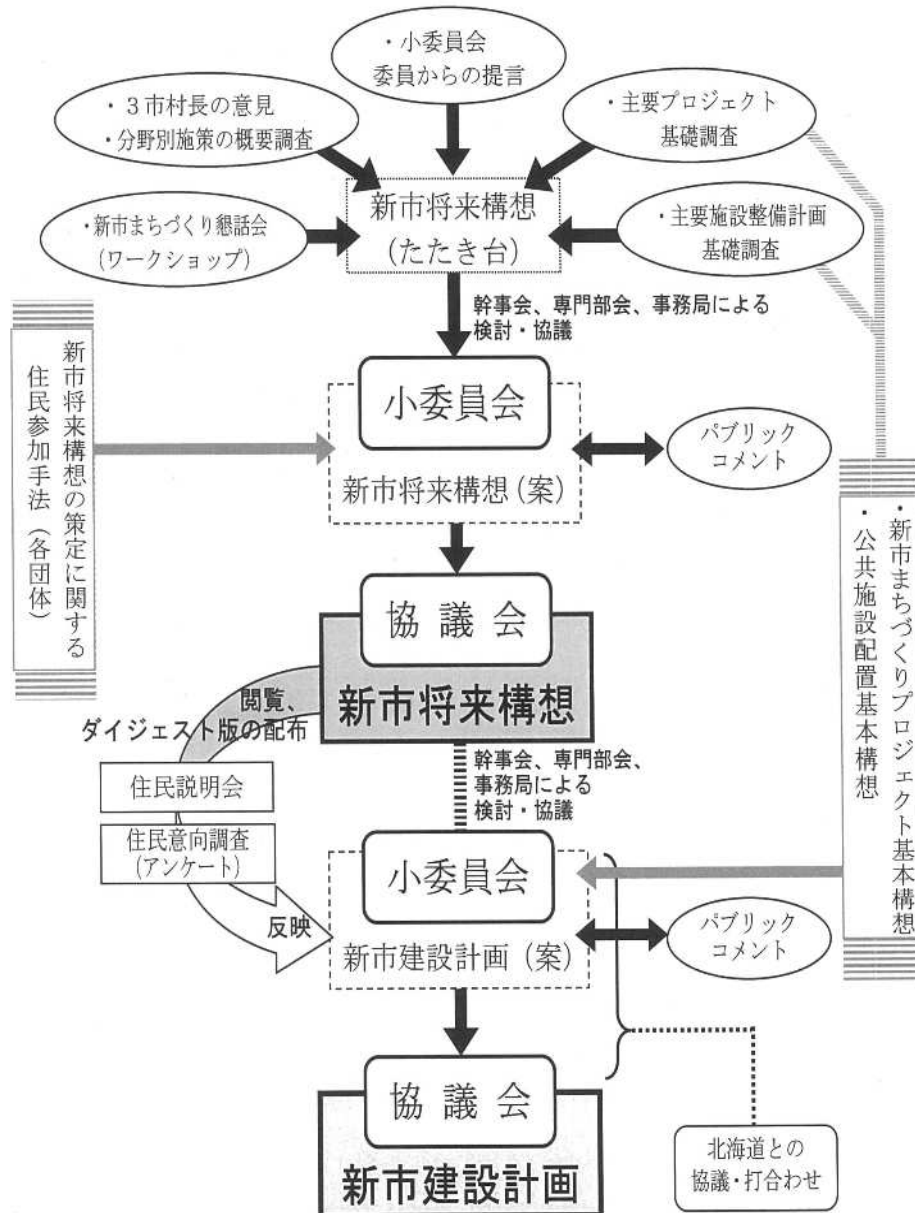 ・小委員会
委員からの提言
・３市村長の意見
・分野別施策の概要調査
・主要プロジェクト
基礎調査
新市将来構想
(たたき台)
・新市まちづくり懇話会
(ワークショップ)
・主要施設整備計画
基礎調査
幹事会、専門部会、事務局による
検討・協議
新市将来構想の策定に関する
住民参加手法（各団体）
小委員会
新市将来構想(案)
パブリック
コメント
・新市まちづくりプロジェクト基本構想
・公共施設配置基本構想
協議会
新市将来構想
閲覧、
ダイジェスト版の配布
幹事会、専門部会、
事務局による
検討・協議
住民説明会
住民意向調査
(アンケート)
小委員会
反映
新市建設計画(案)
パブリック
コメント
協議会
新市建設計画
北海道との
協議・打合わせ